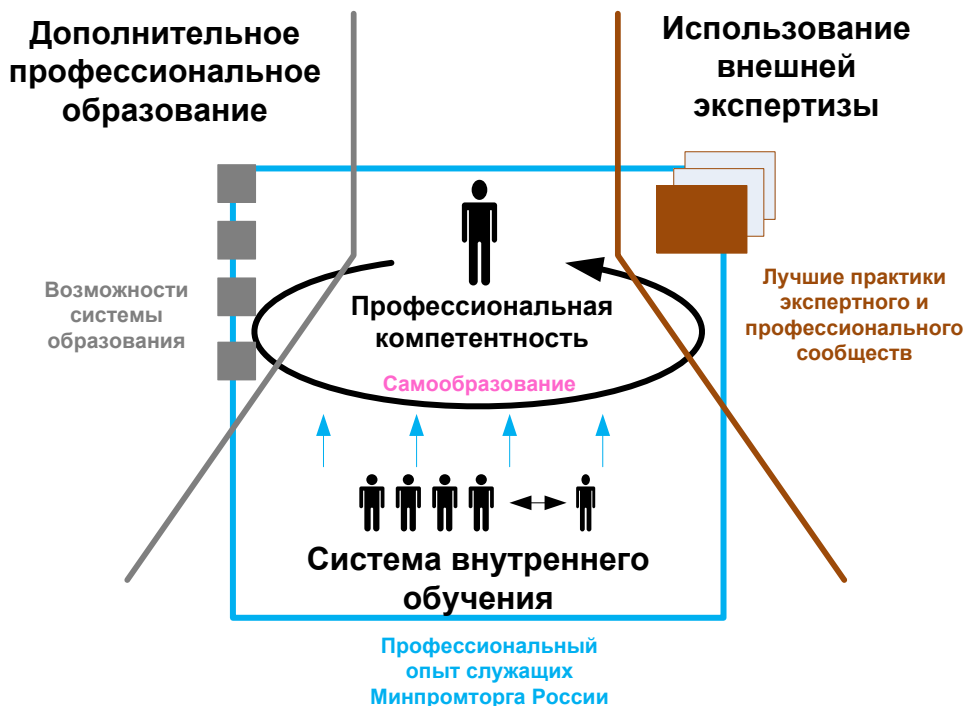 Дополнительное
профессиональное
образование
Использование
внешней
экспертизы
Возможности
системы
образования
Лучшие практики
экспертного и
профессионального
сообществ
Профессиональная
компетентность
Самообразование
Система внутреннего
обучения
Профессиональный
опыт служащих
Минпромторга России